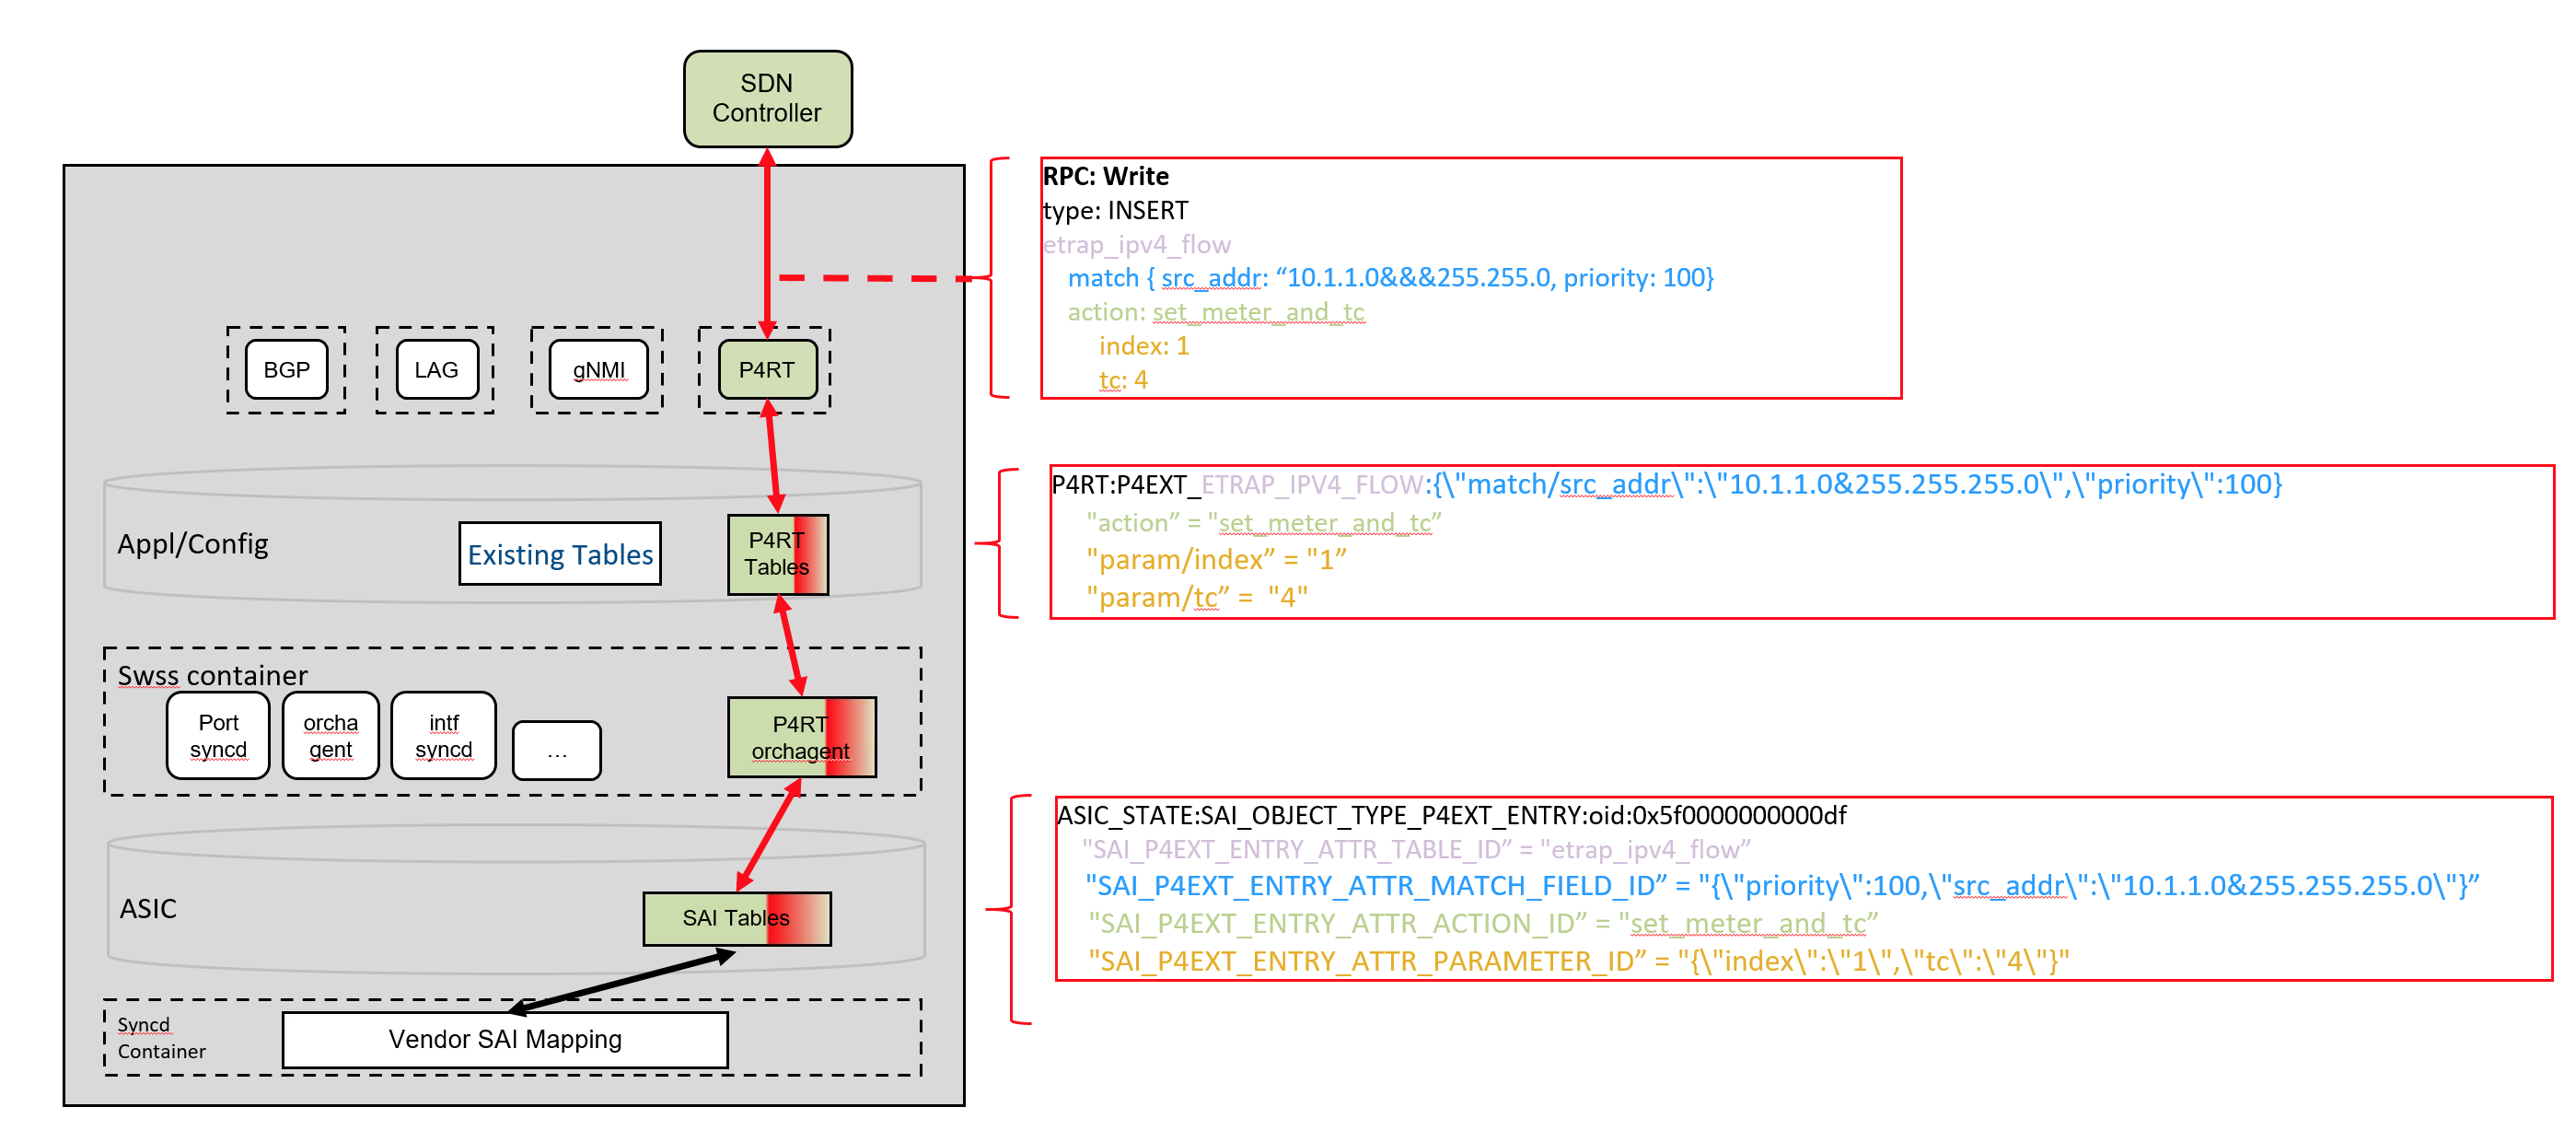 SDN
Controller
BGP
LAG
gNMI
P4RT
Appl/Config
Existing Tables
P4RT
Tables
Swss container
Port
syncd
orcha
gent
intf
syncd
...
P4RT
orchagent
ASIC
SAI Tables
Syncd
Container
Vendor SAI Mapping
RPC: Write
type: INSERT
etrap_ipv4_flow
match { src_addr: “10.1.1.0&&&255.255.0, priority: 100}
action: set_meter_and_tc
index: 1
tc: 4
P4RT:P4EXT_ETRAP_IPV4_FLOW:{\"match/src_addr\":\"10.1.1.0&255.255.255.0\",\"priority\":100}
"action” = "set_meter_and_tc”
"param/index” = "1”
"param/tc” =  "4"
ASIC_STATE:SAI_OBJECT_TYPE_P4EXT_ENTRY:oid:0x5f0000000000df
"SAI_P4EXT_ENTRY_ATTR_TABLE_ID” = "etrap_ipv4_flow”
"SAI_P4EXT_ENTRY_ATTR_MATCH_FIELD_ID” = "{\"priority\":100,\"src_addr\":\"10.1.1.0&255.255.255.0\"}”
"SAI_P4EXT_ENTRY_ATTR_ACTION_ID” = "set_meter_and_tc”
"SAI_P4EXT_ENTRY_ATTR_PARAMETER_ID” = "{\"index\":\"1\",\"tc\":\"4\"}"